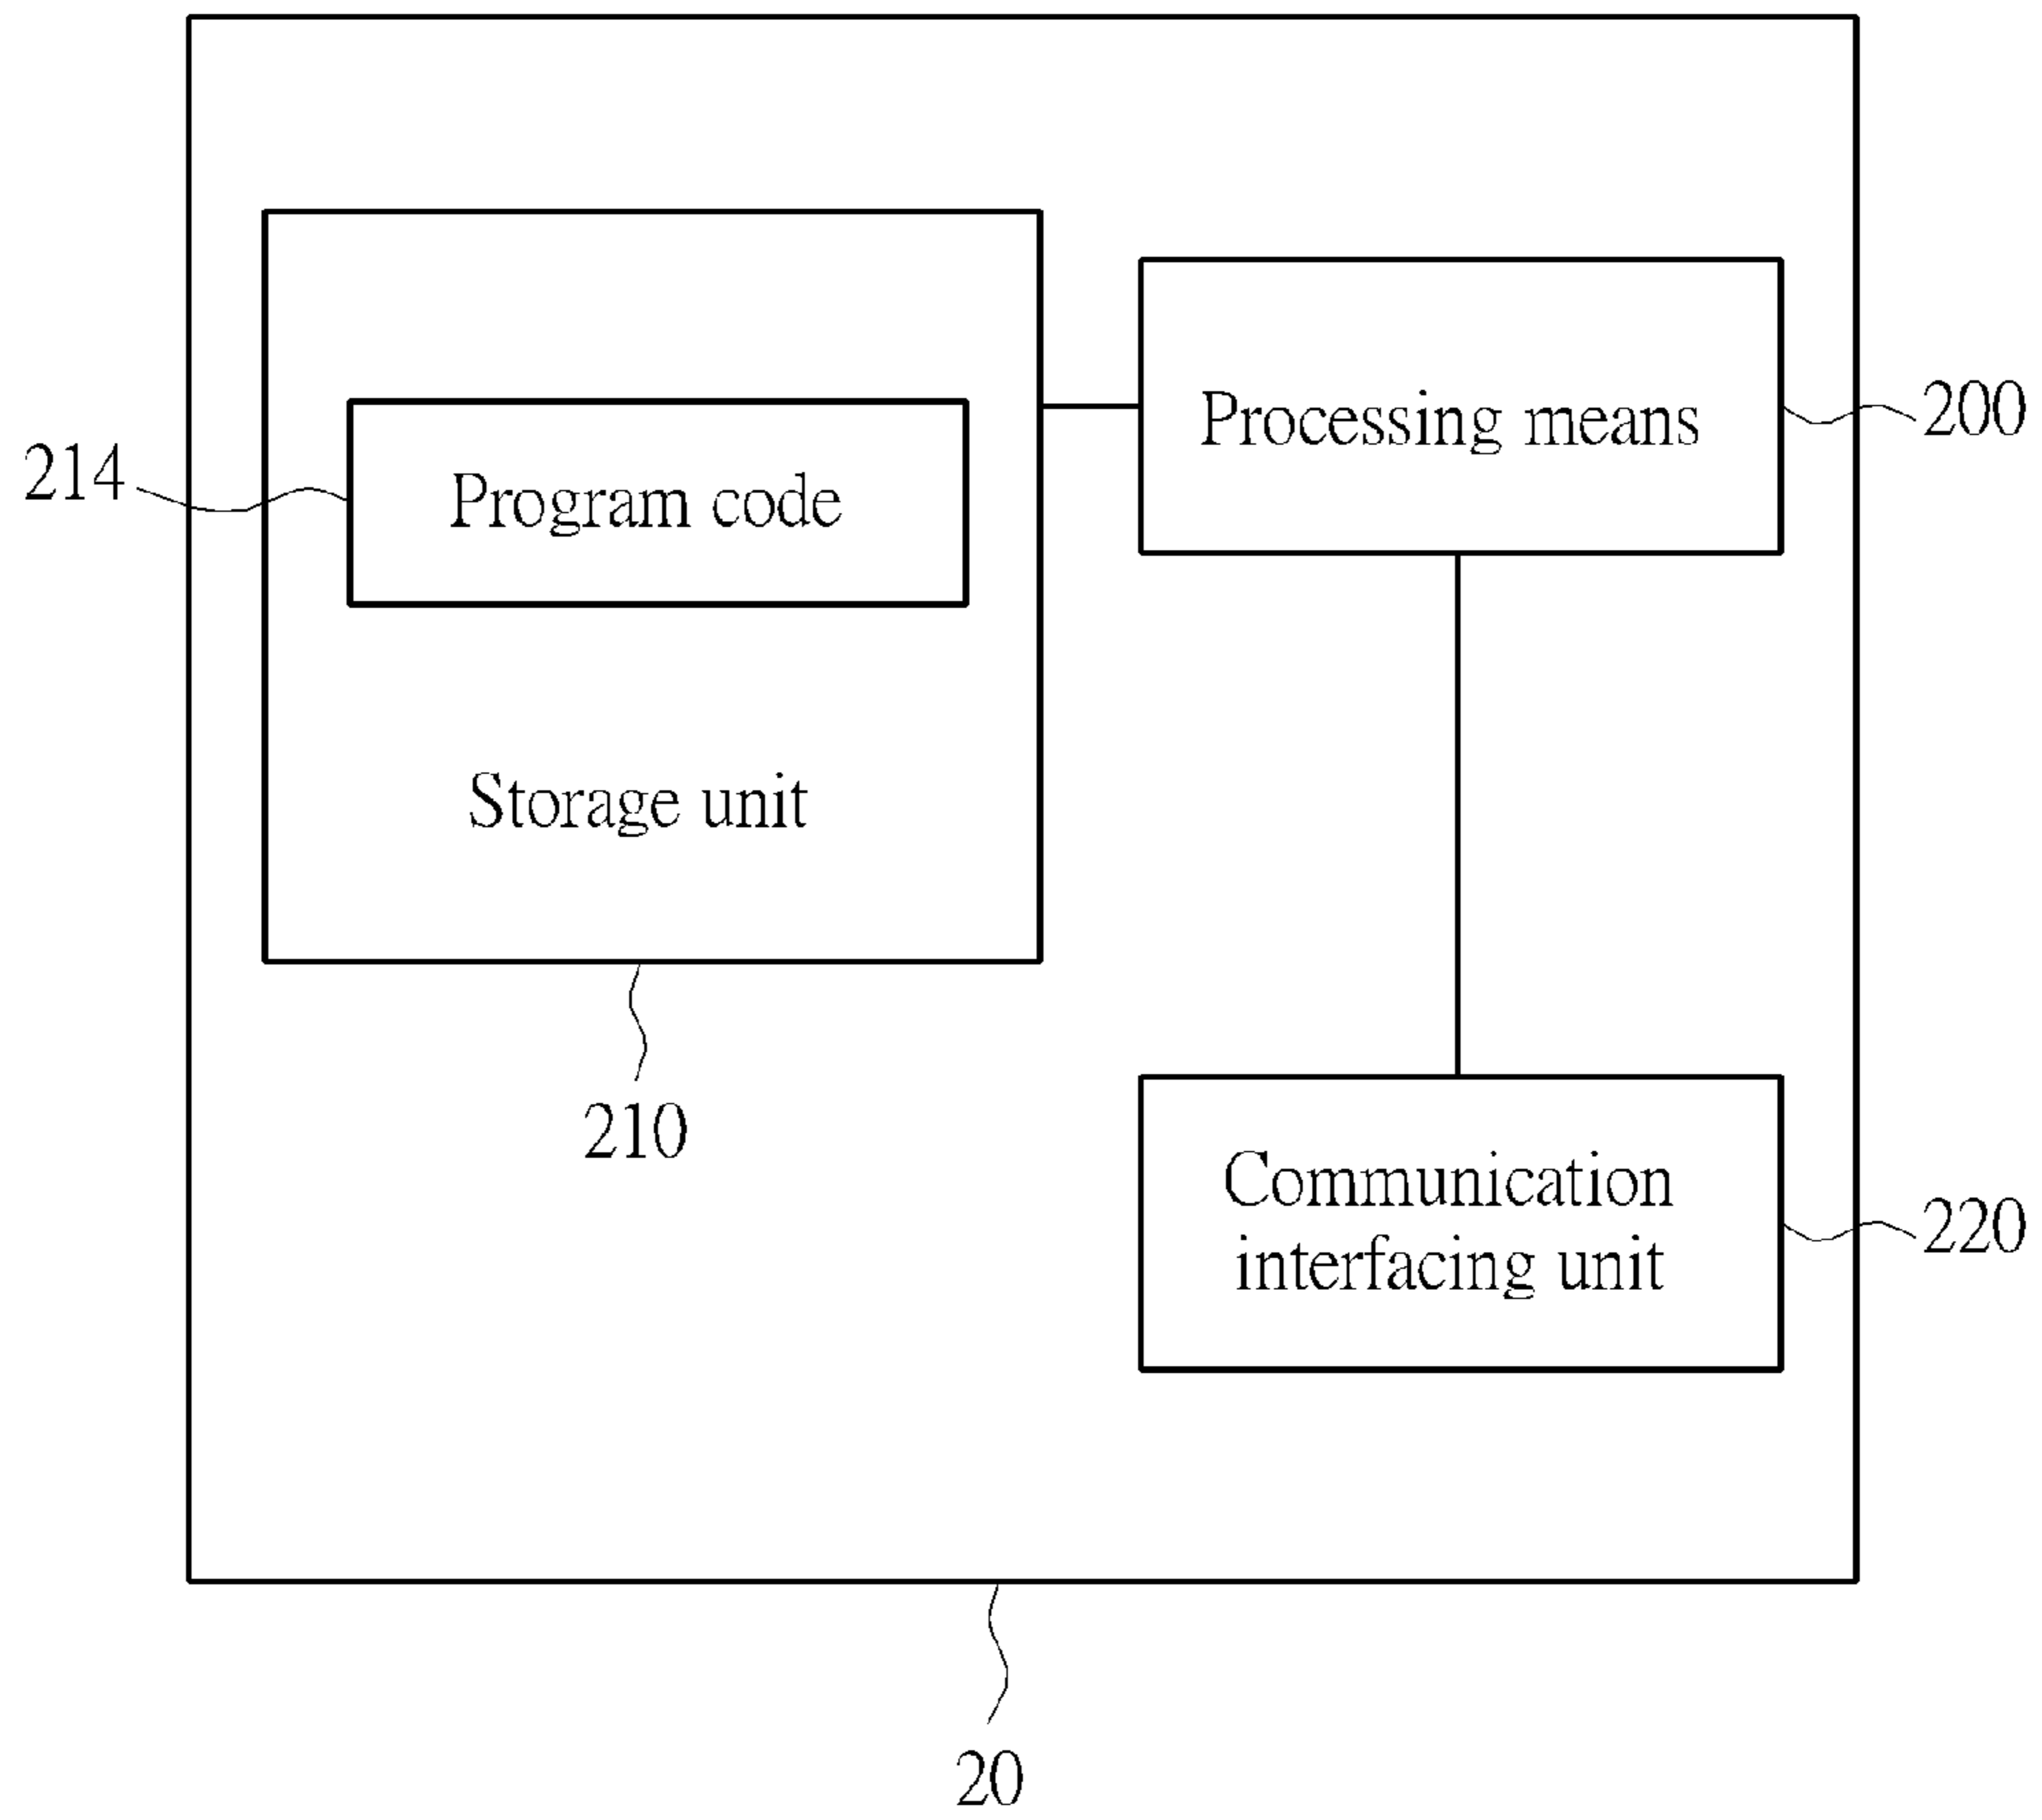 Processing means
200
214
Program code
Storage unit
210
Communication
interfacing unit
220
20